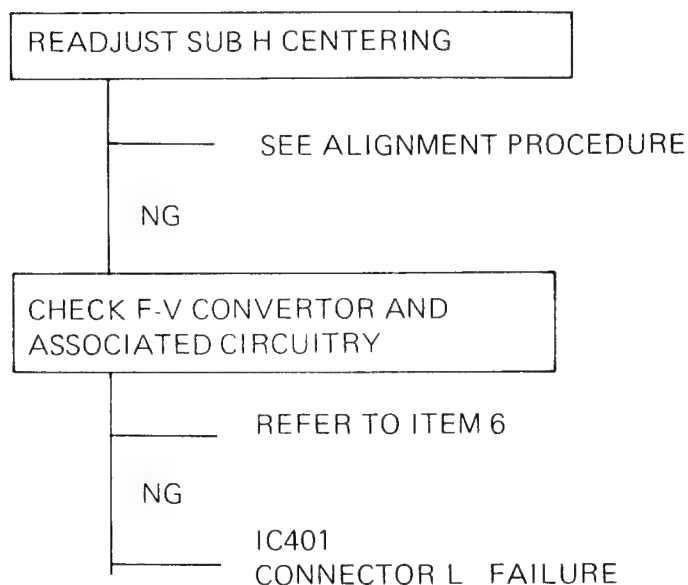 READJUST SUB H CENTERING
SEE ALIGNMENT PROCEDURE
NG
CHECK F-V CONVERTOR AND
ASSOCIATED CIRCUITRY
REFER TO ITEM 6
NG
IC401
CONNECTOR L FAILURE